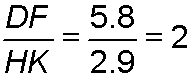 DF/HK = 5.8/2.9 = 2